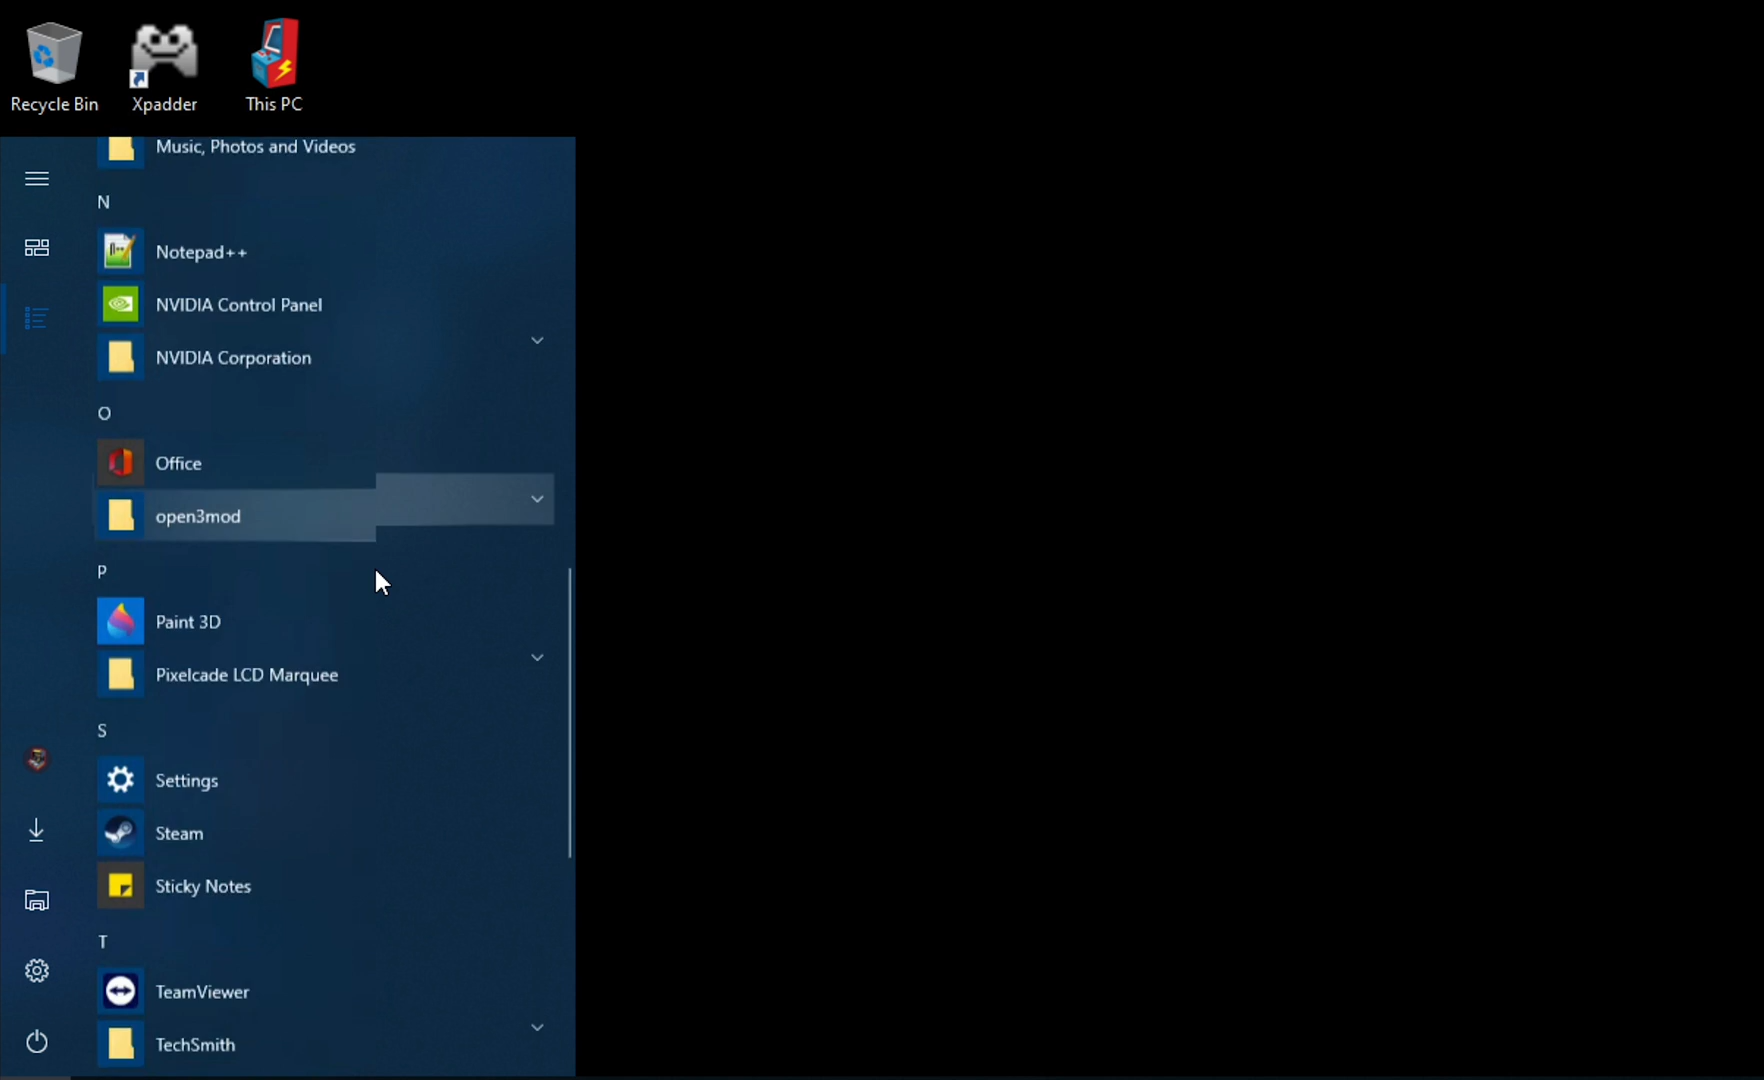 Recycle Bin
Xpadder
This PC
Music, Photos and Videos
N
Notepad++
NVIDIA Control Panel
NVIDIA Corporation
O
Office
open3mod
P
Paint 3D
Pixelcade LCD Marquee
S
Settings
Steam
Sticky Notes
T
TeamViewer
TechSmith